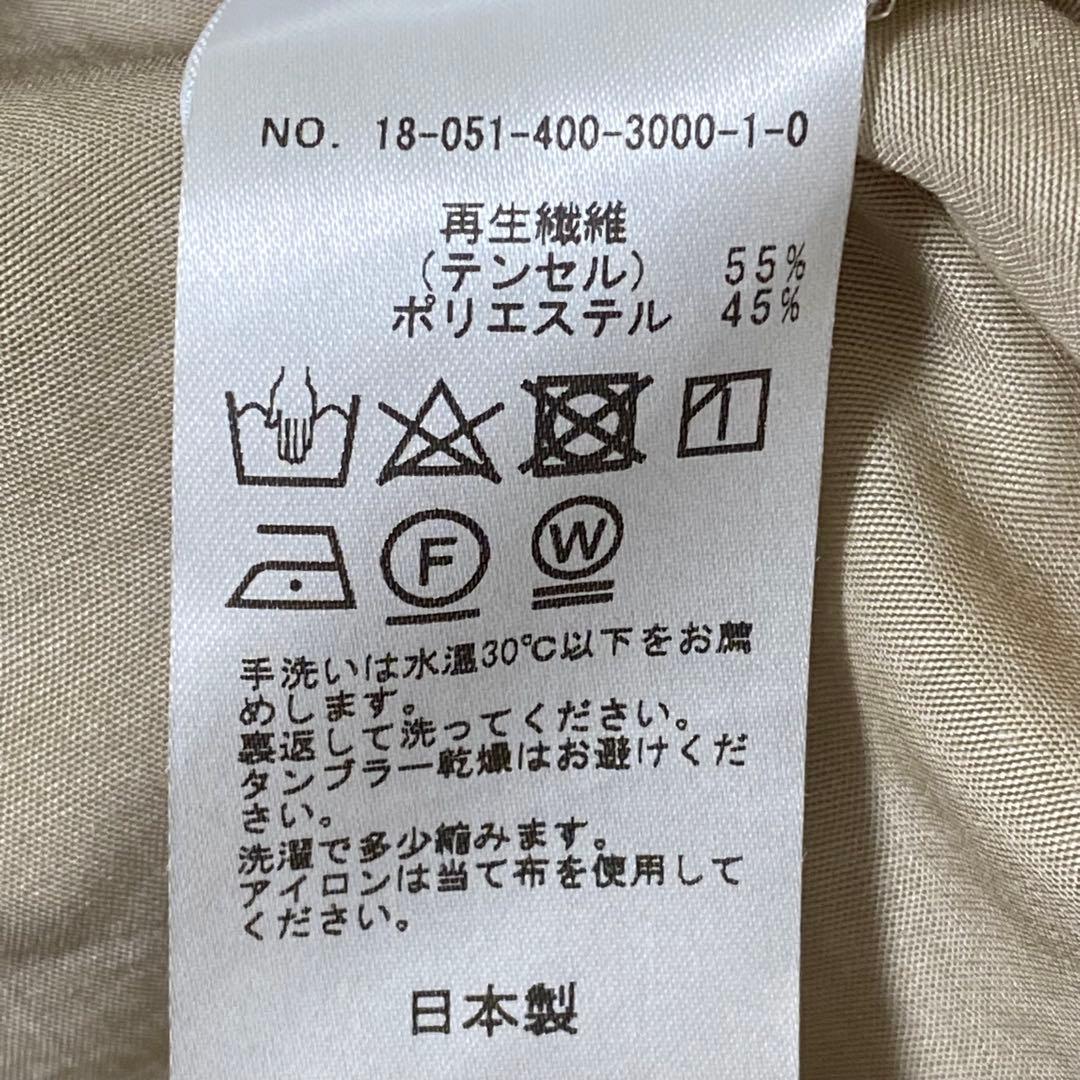 NO. 18-051-400-3000-1-0
再生繊維
(テンセル) 55%
ポリエステル 45%
F
W
手洗いは水温30℃以下をお薦
めします。
裏返して洗ってください。
タンブラー乾燥はお避けくだ
さい。
洗濯で多少縮みます。
アイロンは当て布を使用して
ください。
日本製